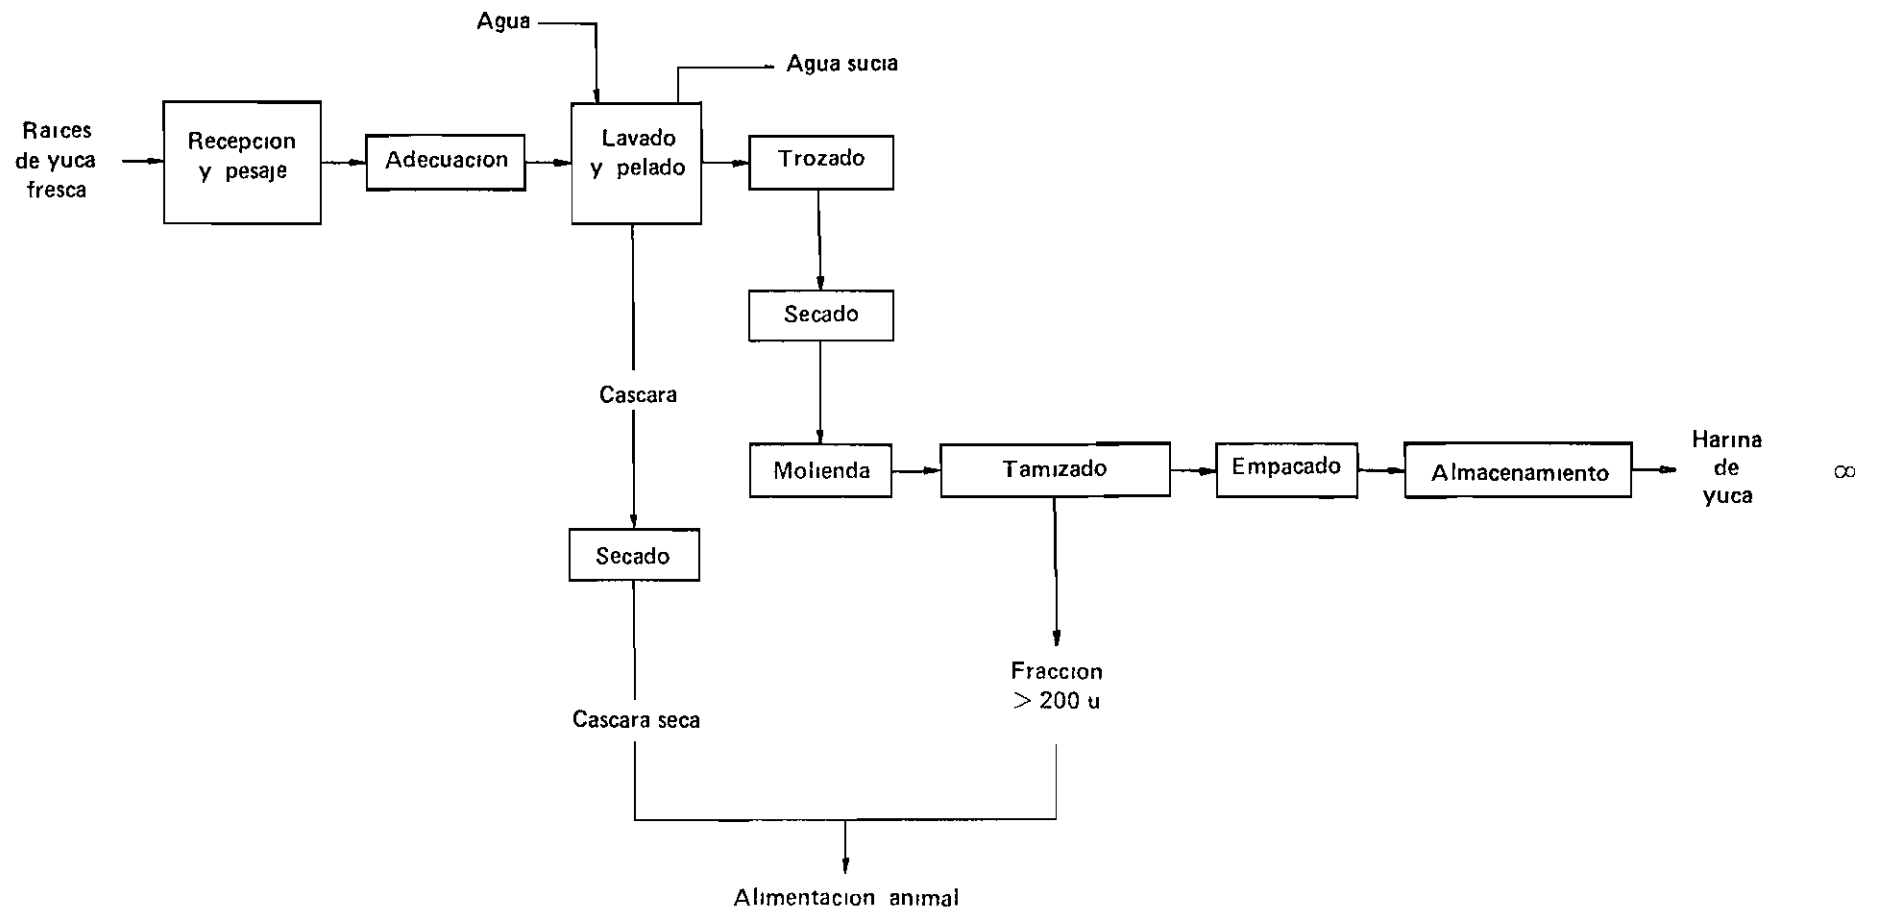 Agua
Agua sucia
Raices
de yuca
fresca
Recepcion
y pesaje
Adecuacion
Lavado
y pelado
Trozado
Secado
Cascara
Molienda
Tamizado
Empacado
Almacenamiento
Harina
de
yuca
8
Secado
Fraccion
> 200 u
Cascara seca
Alimentacion animal